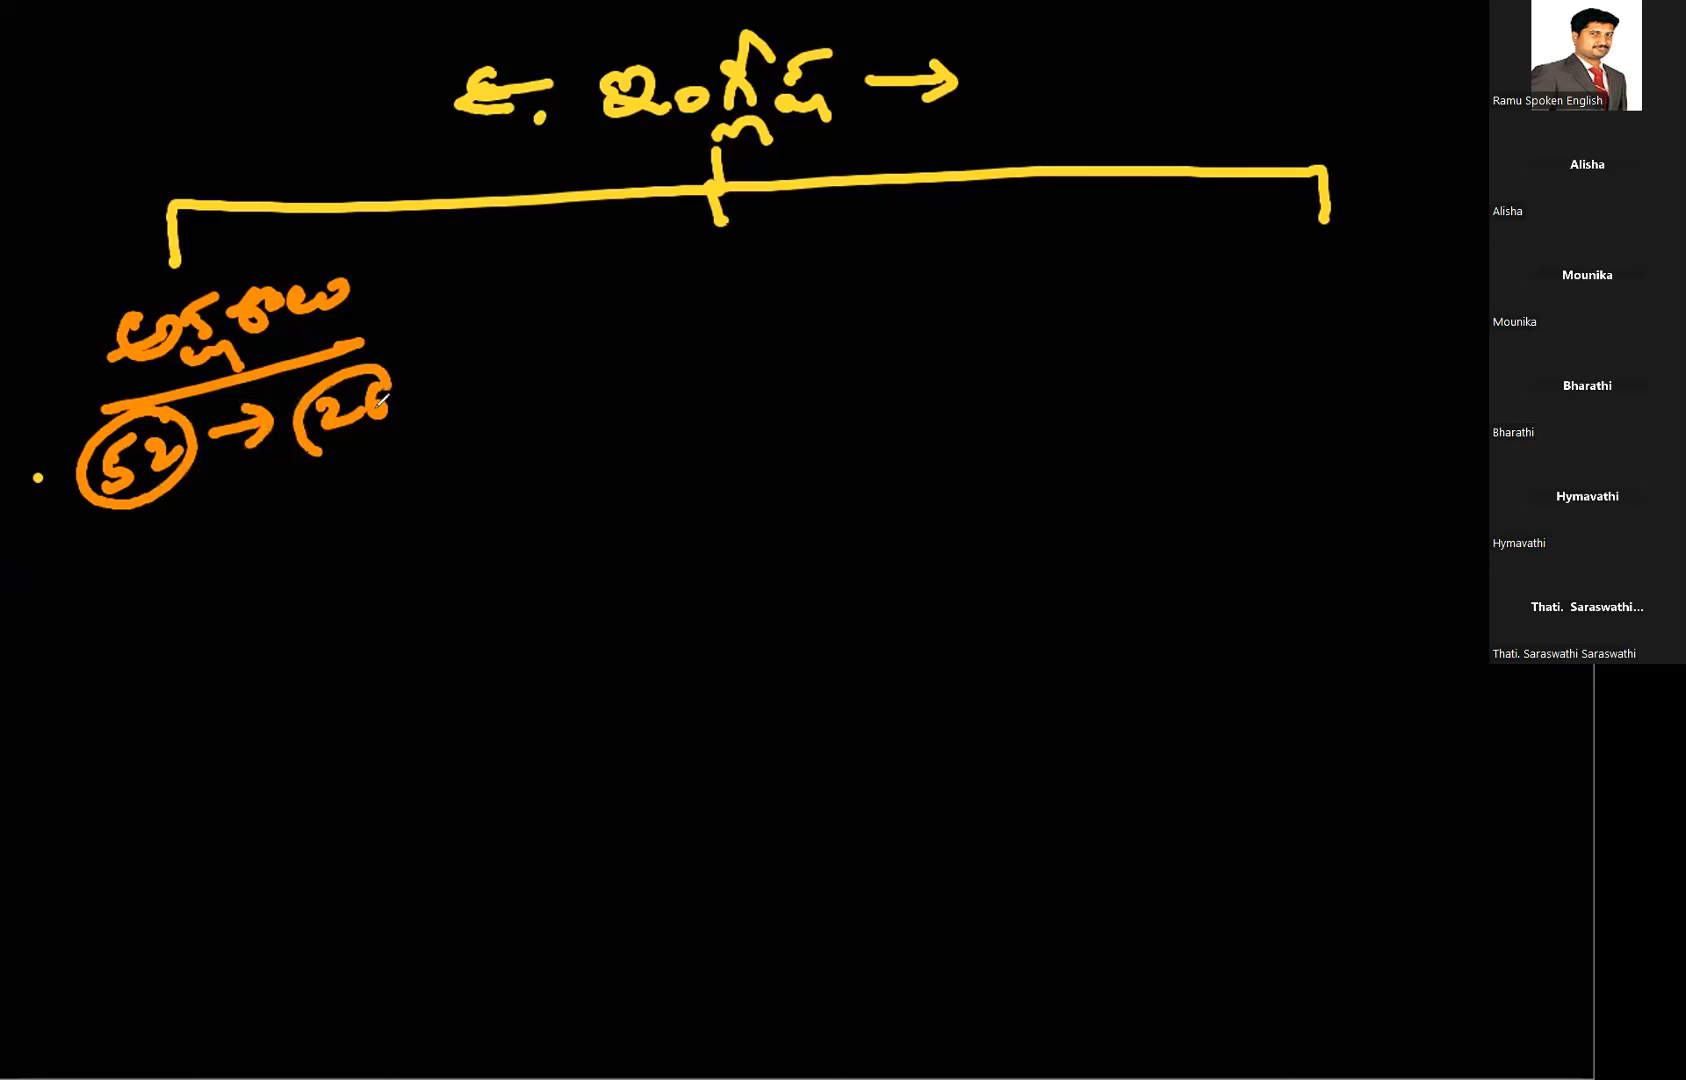 ← . ఇంగ్లీష్ →
అక్షరాలు
52 → 26
Ramu Spoken English
Alisha
Alisha
Mounika
Mounika
Bharathi
Bharathi
Hymavathi
Hymavathi
Thati. Saraswathi...
Thati. Saraswathi Saraswathi